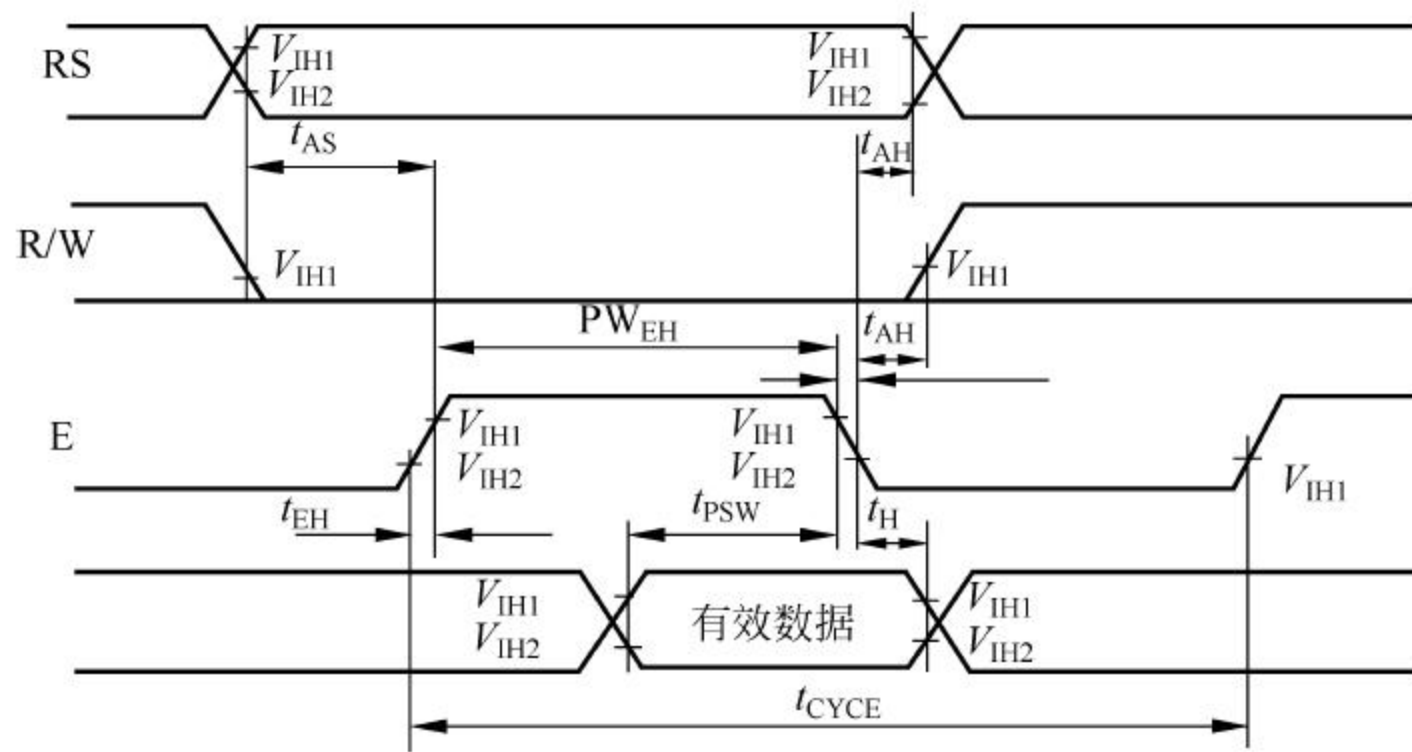 RS
V_IH1
V_IH2
V_IH1
V_IH2
t_AS
t_AH
R/W
V_IH1
V_IH1
PW_EH
t_AH
E
V_IH1
V_IH2
V_IH1
V_IH2
V_IH1
t_EH
t_PSW
t_H
V_IH1
V_IH2
有效数据
V_IH1
V_IH2
t_CYCE